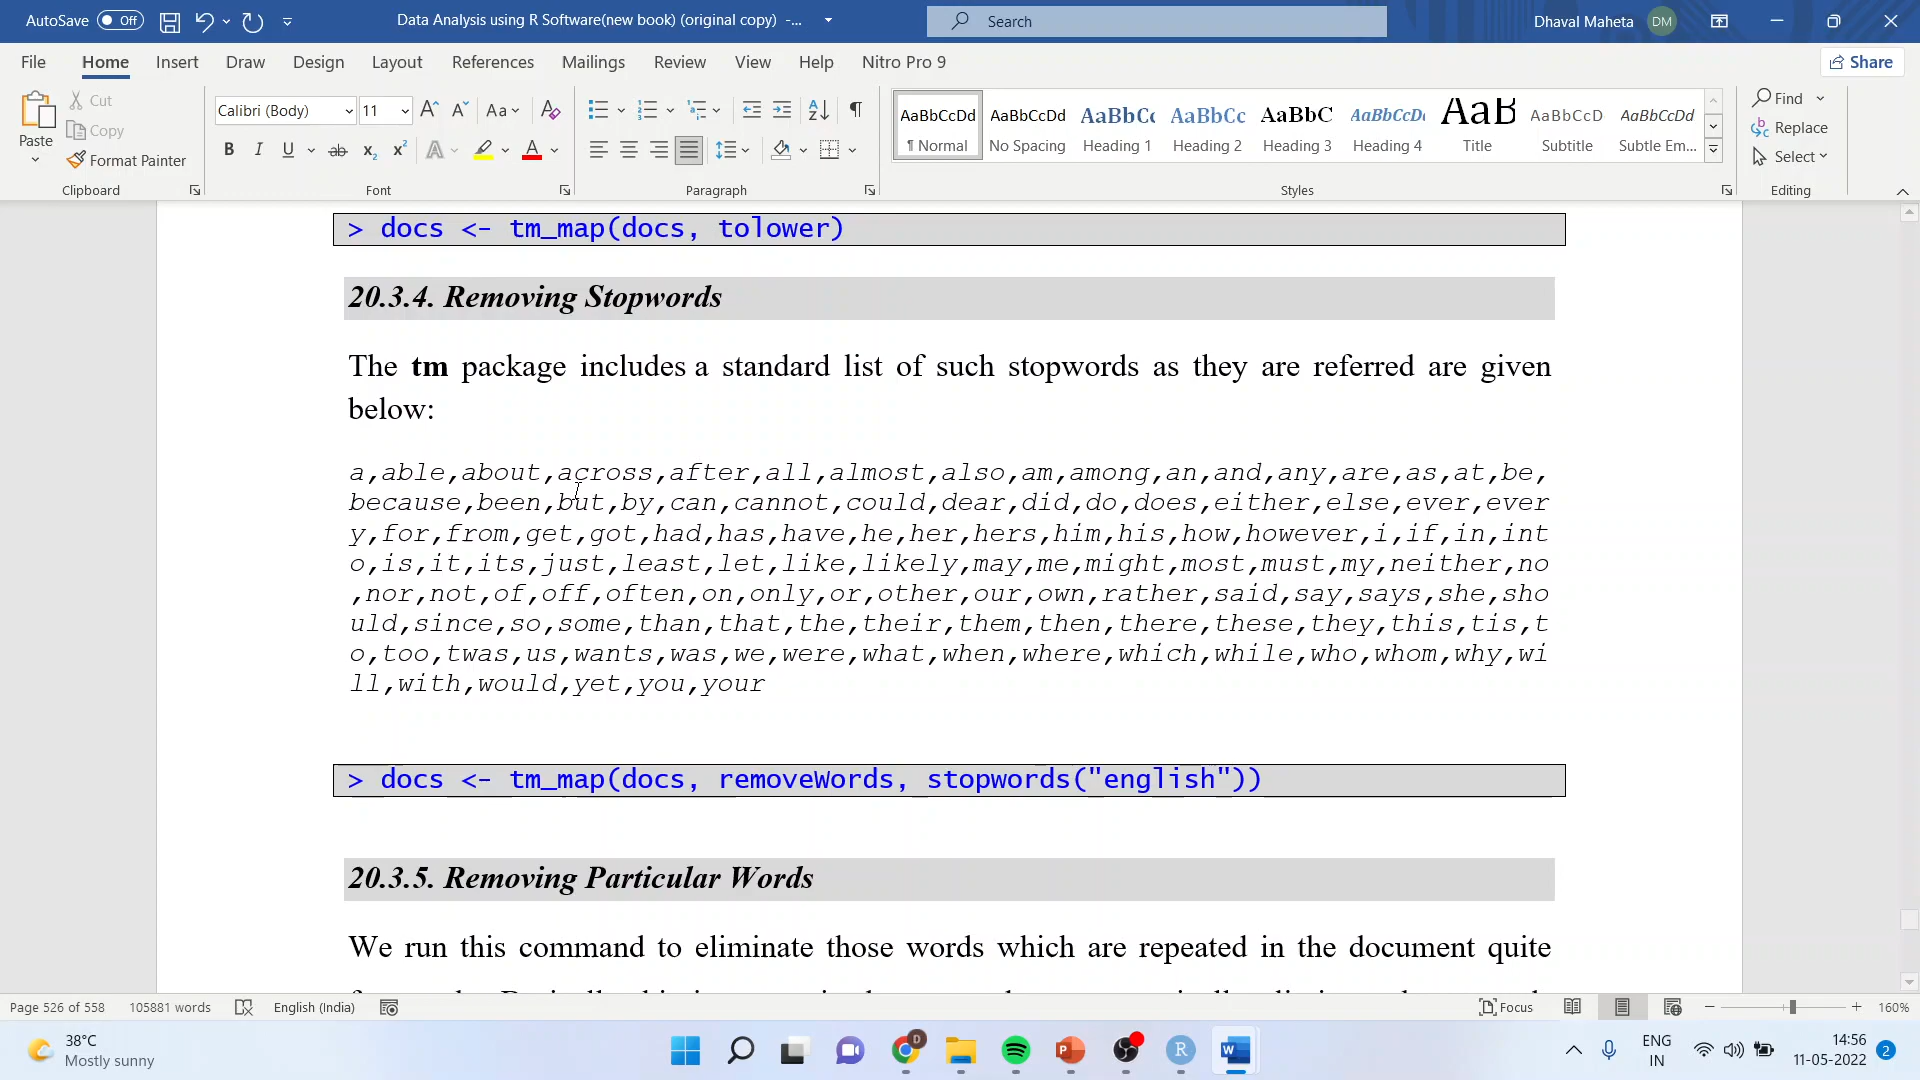 AutoSave Off
Data Analysis using R Software(new book) (original copy) -...
Search
Dhaval Maheta DM
File Home Insert Draw Design Layout References Mailings Review View Help Nitro Pro 9
Share
Paste
Cut
Copy
Format Painter
Clipboard
Calibri (Body) 11
Font
Paragraph
AaBbCcDd AaBbCcDd AaBbCc AaBbCc AaBbC AaBbCcDc AaB AaBbCcD AaBbCcDd
¶ Normal No Spacing Heading 1 Heading 2 Heading 3 Heading 4 Title Subtitle Subtle Em...
Styles
Find
Replace
Select
Editing
> docs <- tm_map(docs, tolower)
20.3.4. Removing Stopwords
The tm package includes a standard list of such stopwords as they are referred are given
below:
a,able,about,across,after,all,almost,also,am,among,an,and,any,are,as,at,be,
because,been,but,by,can,cannot,could,dear,did,do,does,either,else,ever,ever
y,for,from,get,got,had,has,have,he,her,hers,him,his,how,however,i,if,in,int
o,is,it,its,just,least,let,like,likely,may,me,might,most,must,my,neither,no
,nor,not,of,off,often,on,only,or,other,our,own,rather,said,say,says,she,sho
uld,since,so,some,than,that,the,their,them,then,there,these,they,this,tis,t
o,too,twas,us,wants,was,we,were,what,when,where,which,while,who,whom,why,wi
ll,with,would,yet,you,your
> docs <- tm_map(docs, removeWords, stopwords("english"))
20.3.5. Removing Particular Words
We run this command to eliminate those words which are repeated in the document quite
Page 526 of 558 105881 words English (India) Focus 160%
38°C
Mostly sunny
ENG
IN
14:56
11-05-2022 2